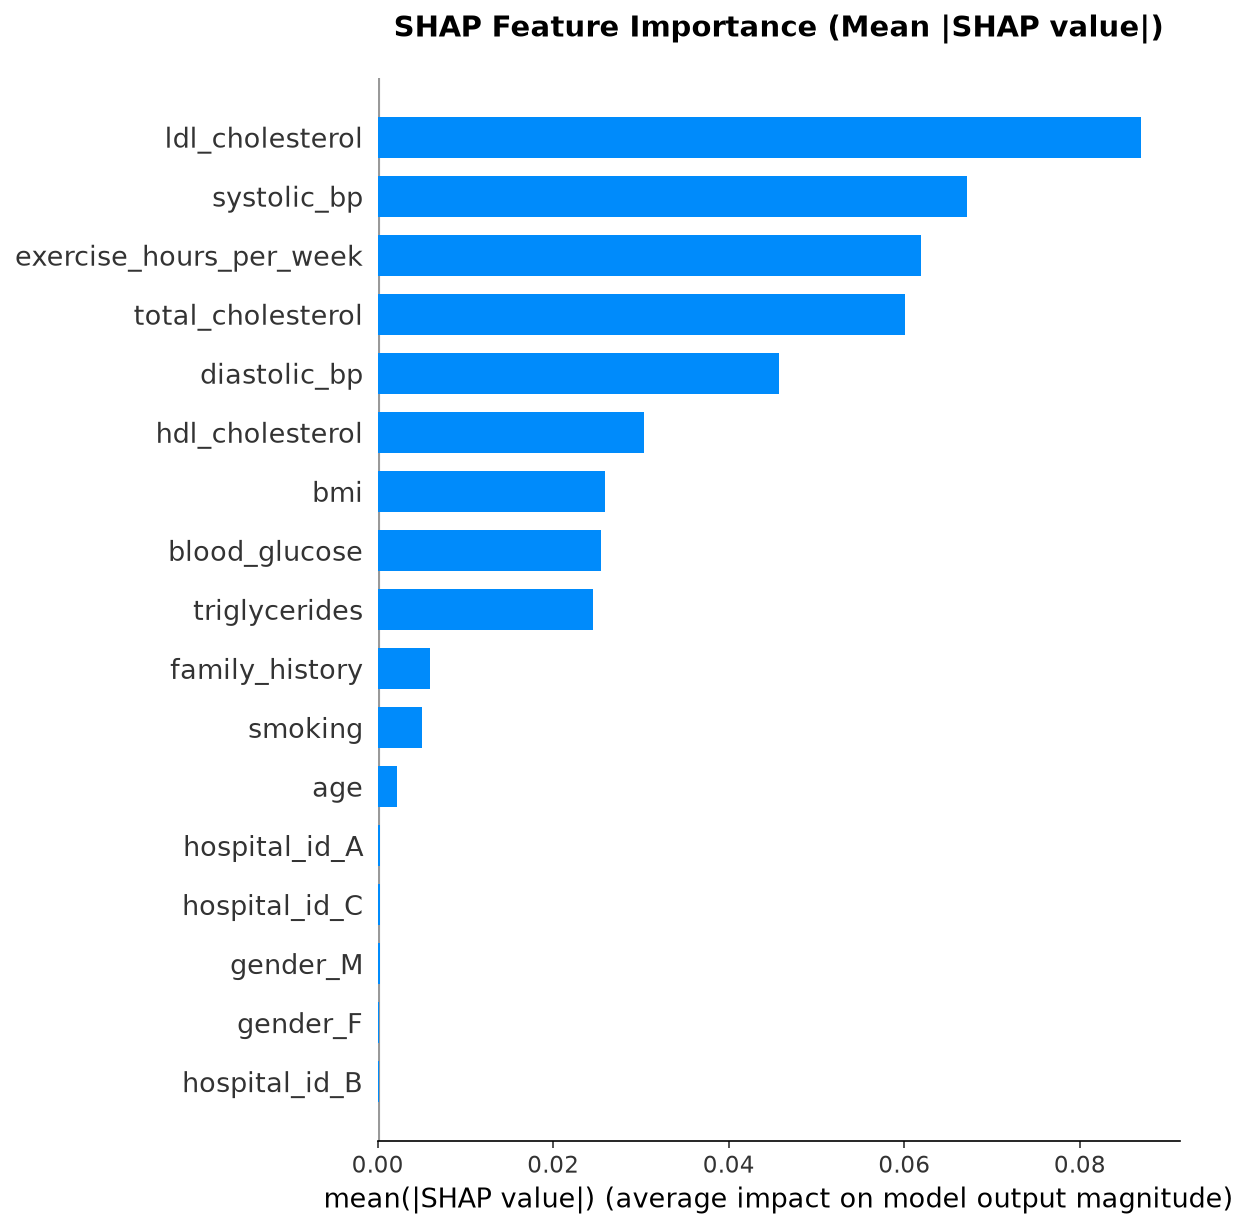 SHAP Feature Importance (Mean |SHAP value|)
ldl_cholesterol
systolic_bp
exercise_hours_per_week
total_cholesterol
diastolic_bp
hdl_cholesterol
bmi
blood_glucose
triglycerides
family_history
smoking
age
hospital_id_A
hospital_id_C
gender_M
gender_F
hospital_id_B
0.00 0.02 0.04 0.06 0.08
mean(|SHAP value|) (average impact on model output magnitude)